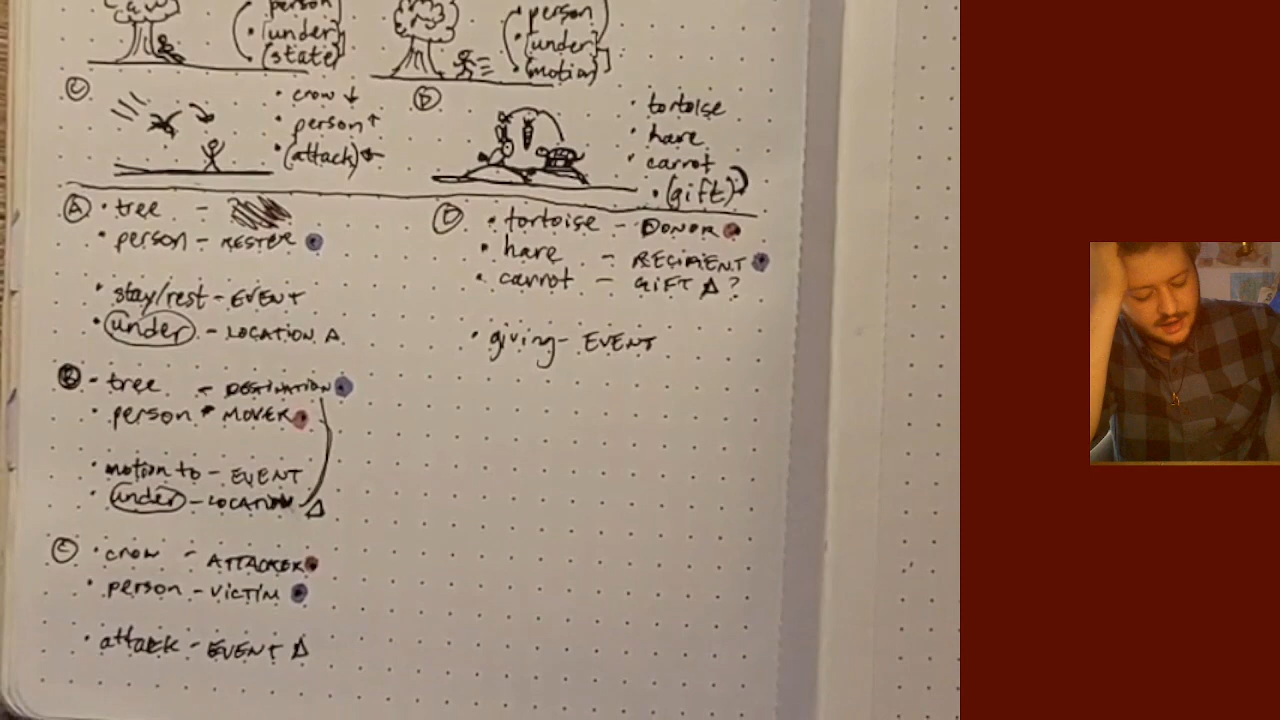 person
(under)
(state)
person
(under)
(motion)
C
• crow ↓
• person ↑
• (attack) ←
D
• tortoise
• hare
• carrot
• (gift)
A • tree –
• person – RESTER
• stay/rest – EVENT
• under – LOCATION Δ
B - tree – DESTINATION
• person - MOVER
• motion to – EVENT
• under – LOCATION Δ
C • crow – ATTACKER
• person – VICTIM
• attack – EVENT Δ
D • tortoise – DONOR
• hare – RECIPIENT
• carrot – GIFT Δ ?
• giving – EVENT